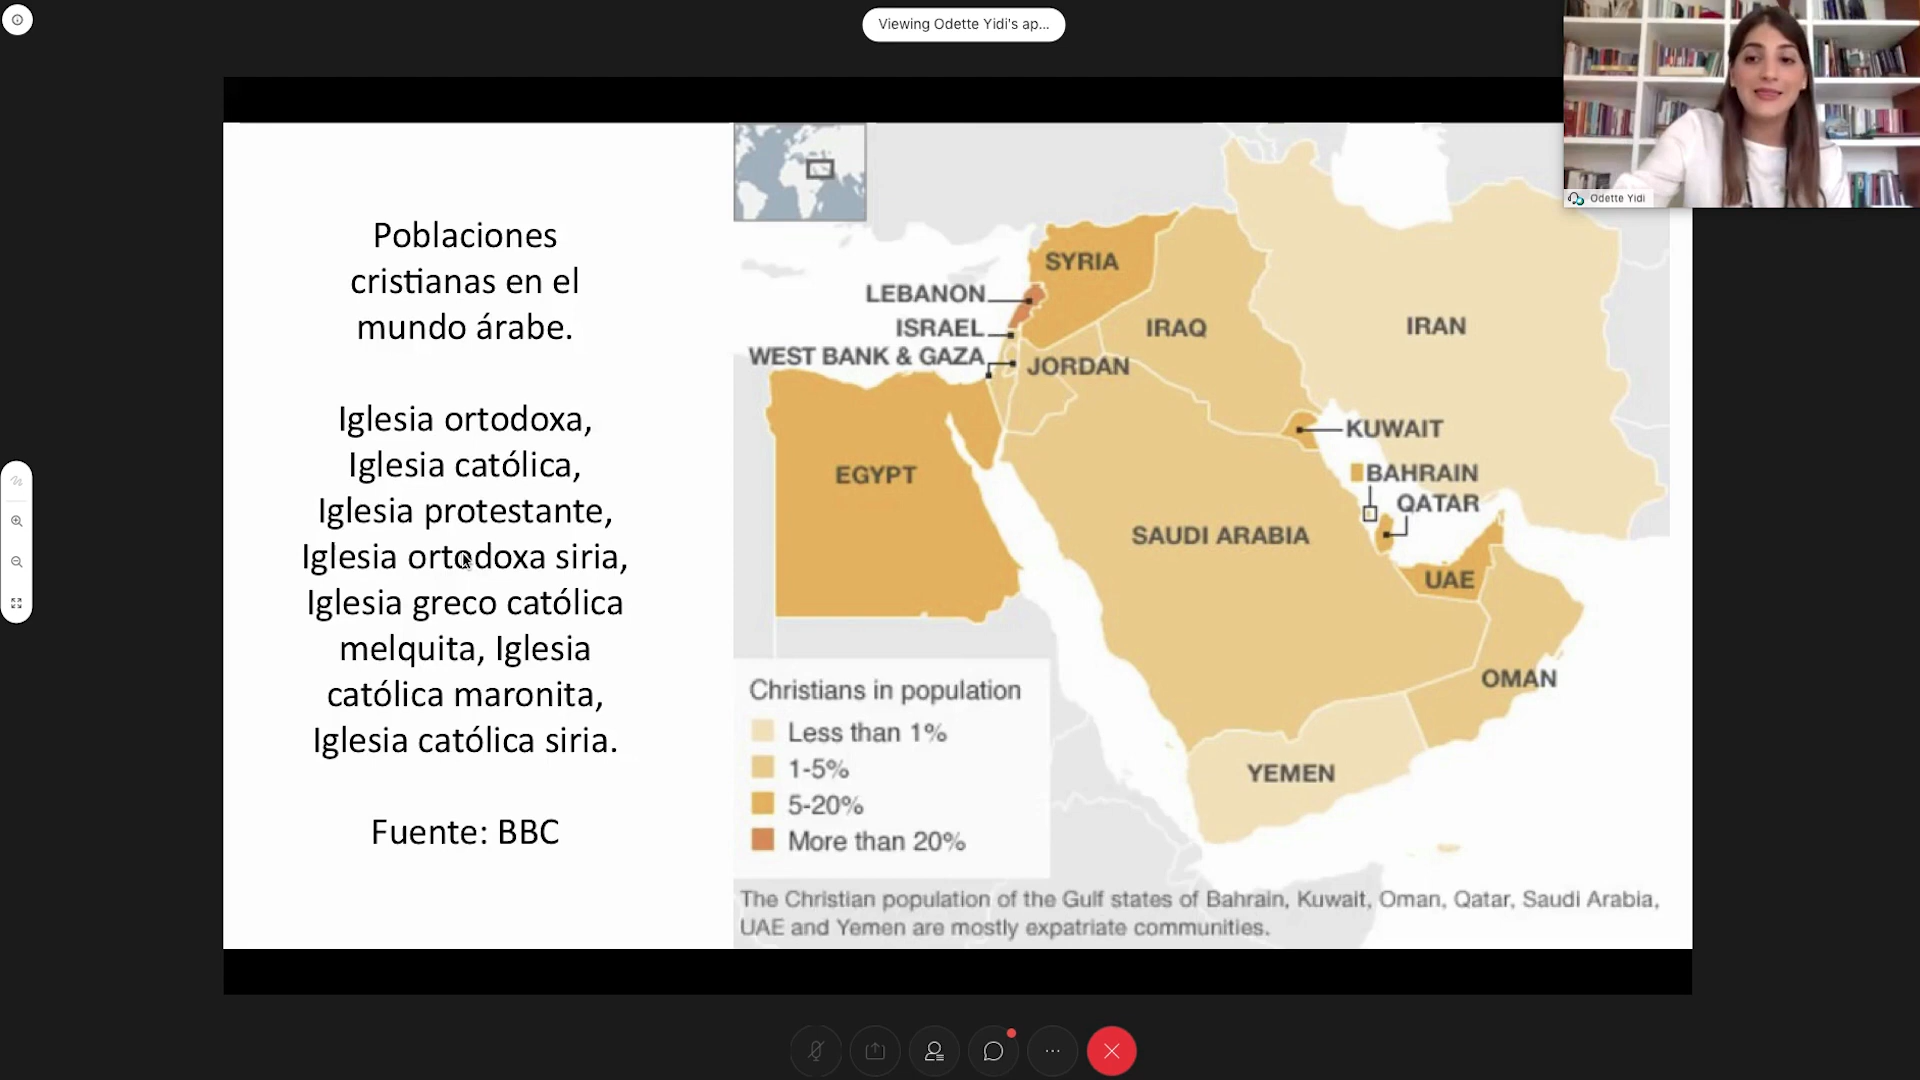 Viewing Odette Yidi's ap...
Odette Yidi
Poblaciones
cristianas en el
mundo árabe.
Iglesia ortodoxa,
Iglesia católica,
Iglesia protestante,
Iglesia ortodoxa siria,
Iglesia greco católica
melquita, Iglesia
católica maronita,
Iglesia católica siria.
Fuente: BBC
SYRIA
LEBANON
ISRAEL
WEST BANK & GAZA
JORDAN
IRAQ
IRAN
KUWAIT
BAHRAIN
QATAR
EGYPT
SAUDI ARABIA
UAE
OMAN
YEMEN
Christians in population
Less than 1%
1-5%
5-20%
More than 20%
The Christian population of the Gulf states of Bahrain, Kuwait, Oman, Qatar, Saudi Arabia,
UAE and Yemen are mostly expatriate communities.